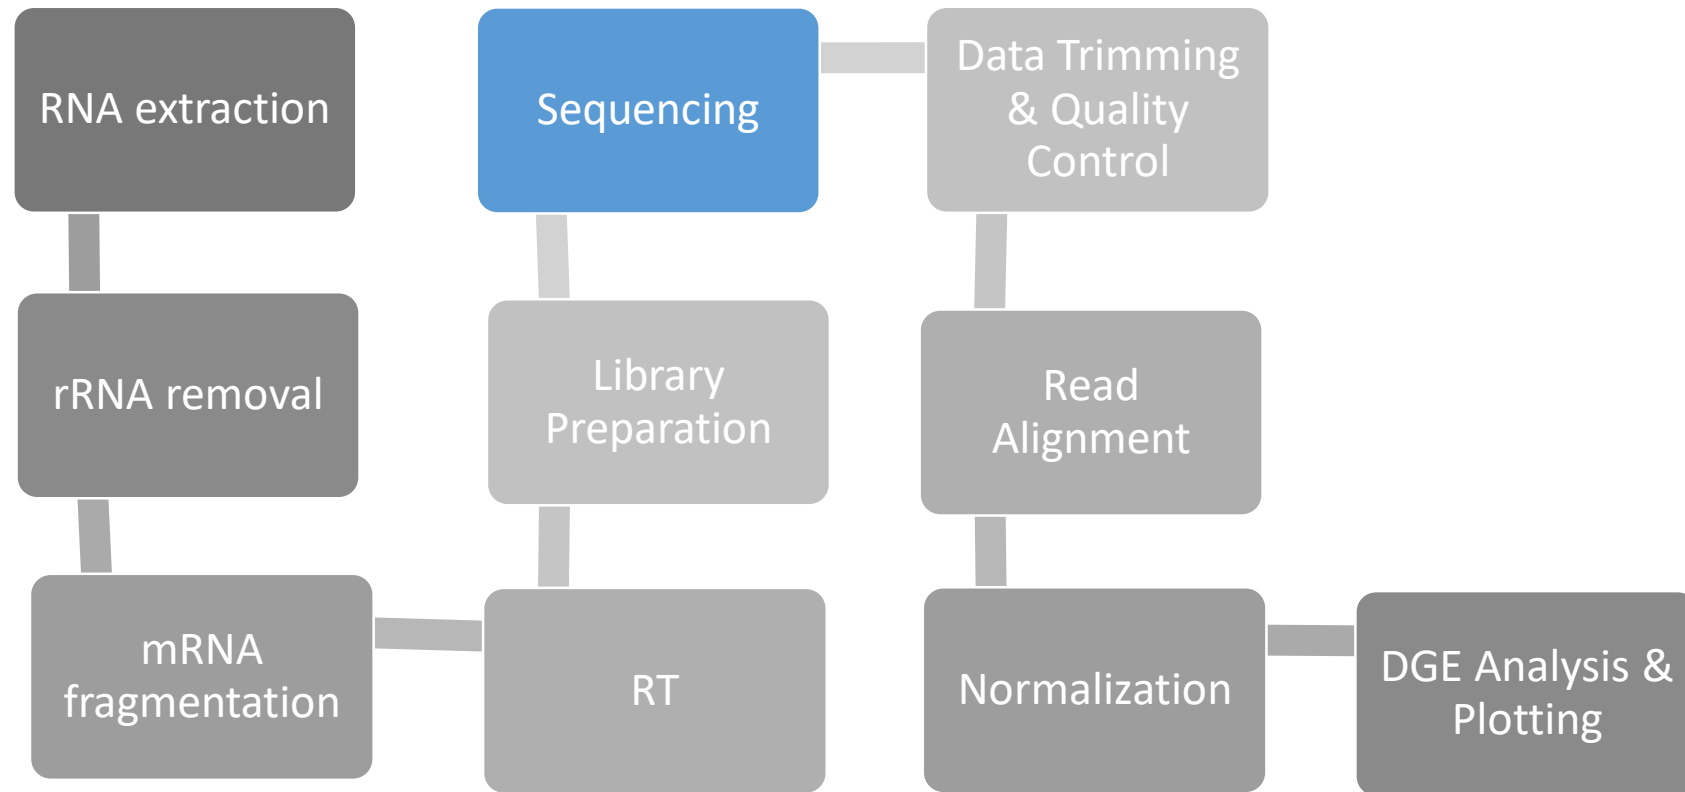 RNA extraction
rRNA removal
mRNA
fragmentation
RT
Library
Preparation
Sequencing
Data Trimming
& Quality
Control
Read
Alignment
Normalization
DGE Analysis &
Plotting